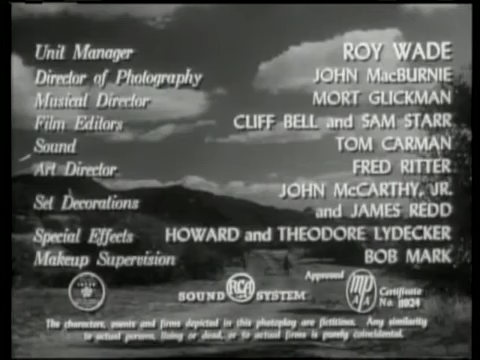 Unit Manager ROY WADE
Director of Photography JOHN MacBURNIE
Musical Director MORT GLICKMAN
Film Editors CLIFF BELL and SAM STARR
Sound TOM CARMAN
Art Director FRED RITTER
Set Decorations JOHN McCARTHY, JR.
and JAMES REDD
Special Effects HOWARD and THEODORE LYDECKER
Makeup Supervision BOB MARK
SOUND RCA SYSTEM
Approved MPAA Certificate
No. 11924
The characters, events and firms depicted in this photoplay are fictitious. Any similarity
to actual persons, living or dead, or to actual firms is purely coincidental.